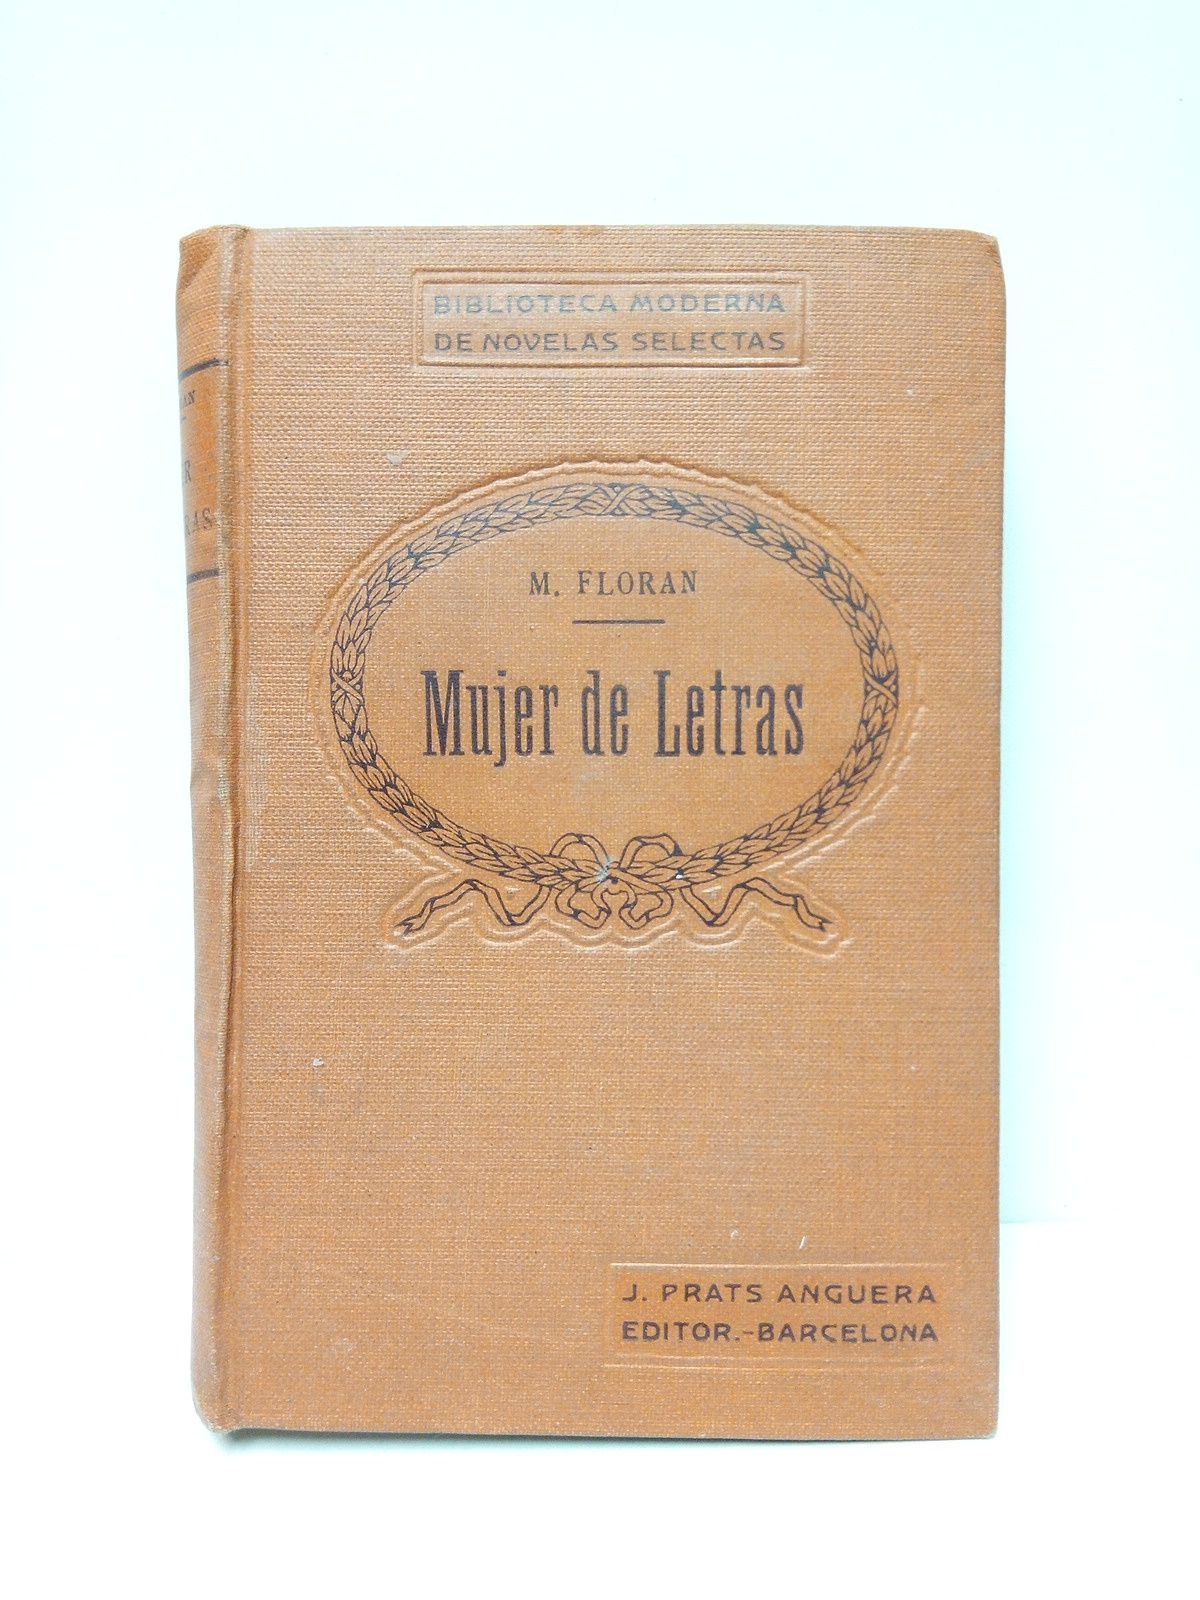 BIBLIOTECA MODERNA
DE NOVELAS SELECTAS
M. FLORAN
Mujer de Letras
J. PRATS ANGUERA
EDITOR.-BARCELONA